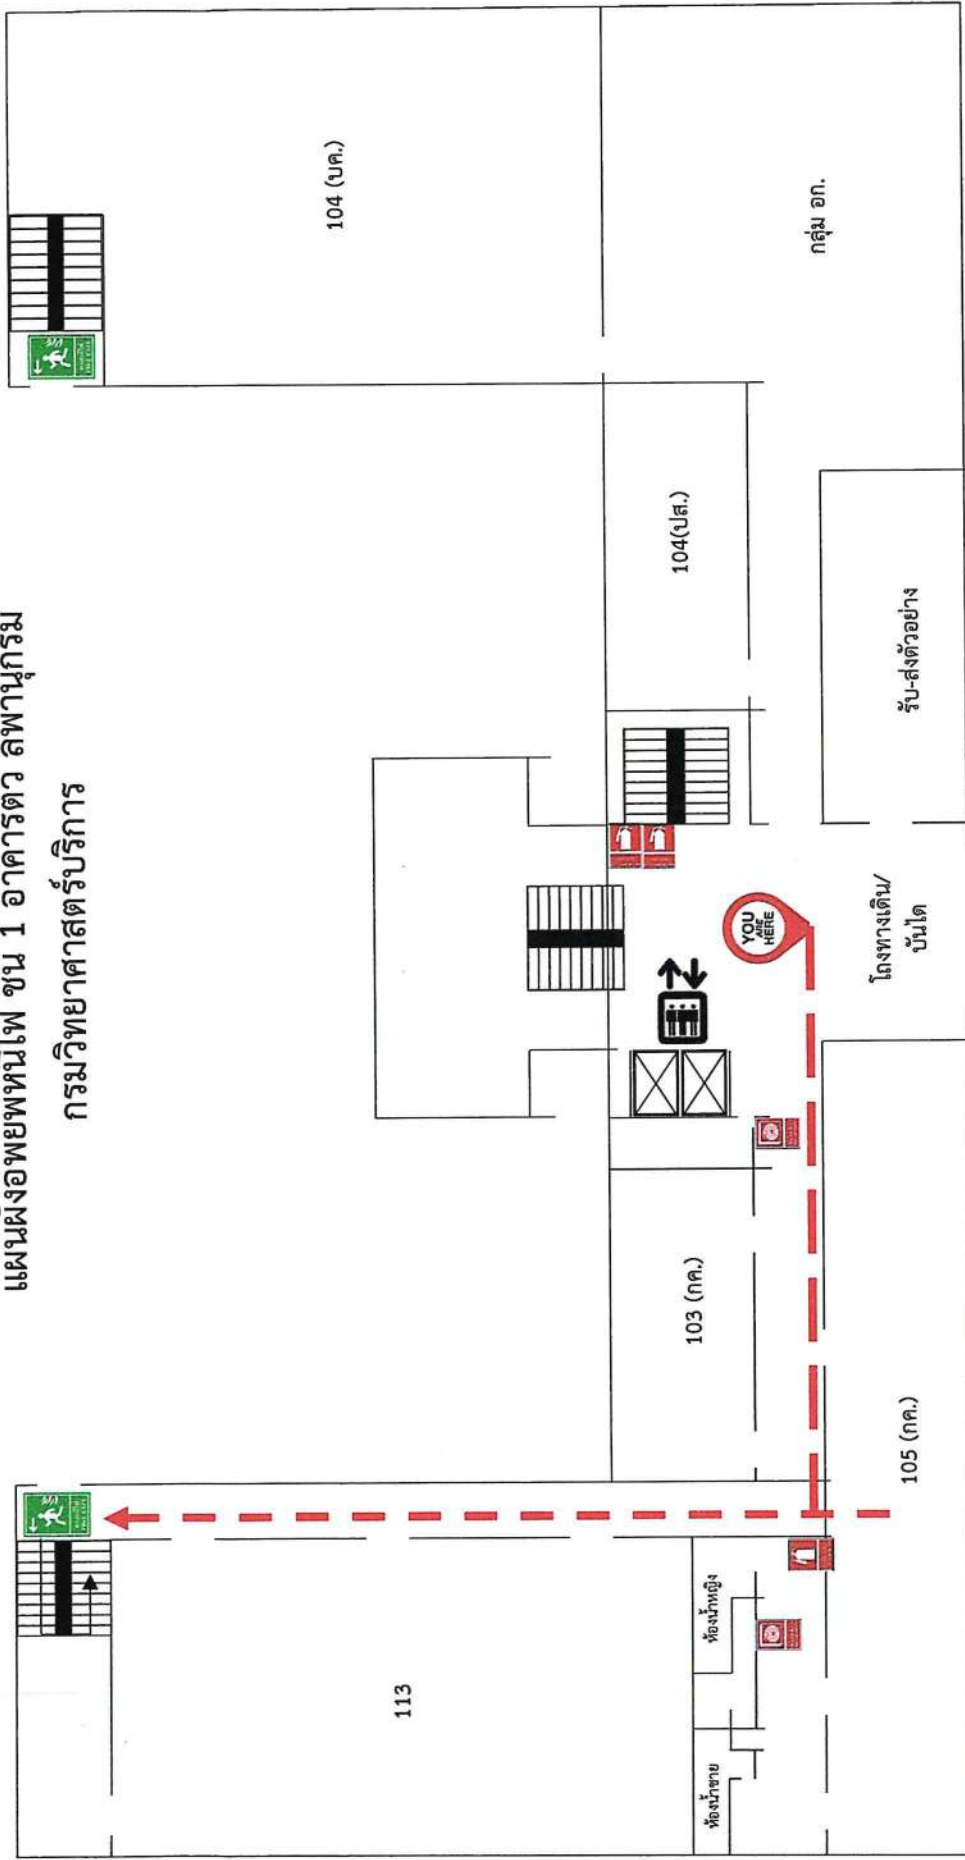 แผนผังอพยพหนีไฟ ชั้น 1 อาคารตัว ลพานุกรม
กรมวิทยาศาสตร์บริการ
113
104 (บค.)
103 (กค.)
104(ปส.)
ห้องน้ำชาย
ห้องน้ำหญิง
YOU
ARE
HERE
กลุ่ม อก.
105 (กค.)
โถงทางเดิน/
บันได
รับ-ส่งตัวอย่าง